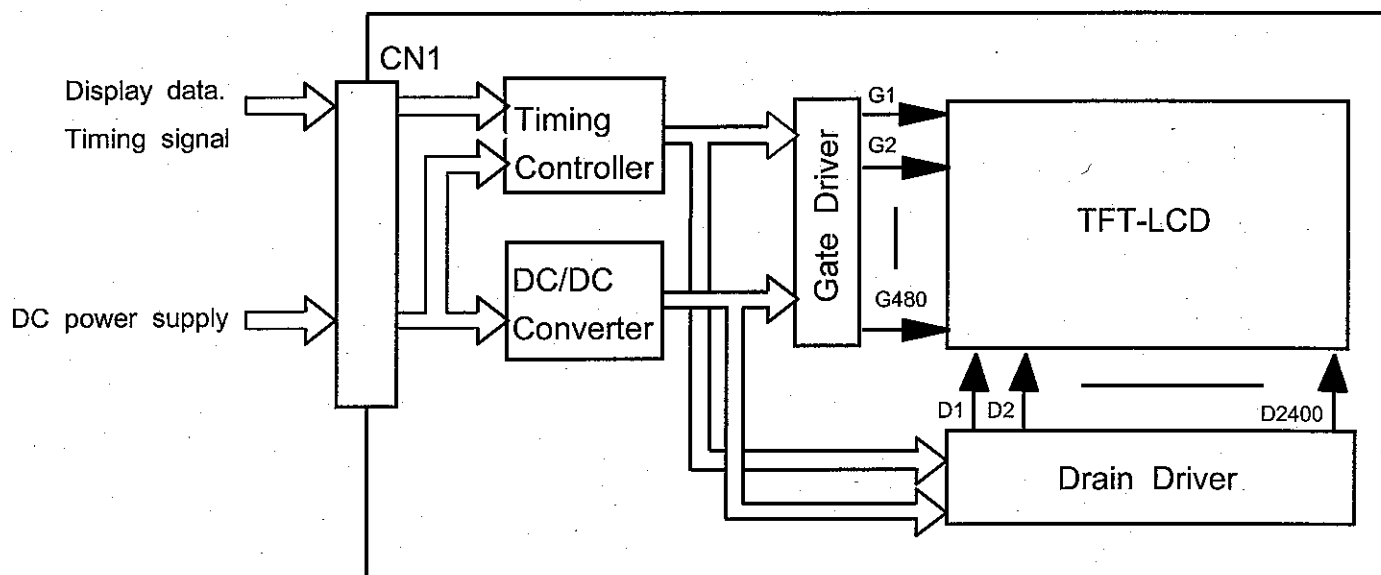 CN1
Display data.
Timing signal
Timing
Controller
DC power supply
DC/DC
Converter
Gate Driver
G1
G2
G480
TFT-LCD
D1
D2
D2400
Drain Driver